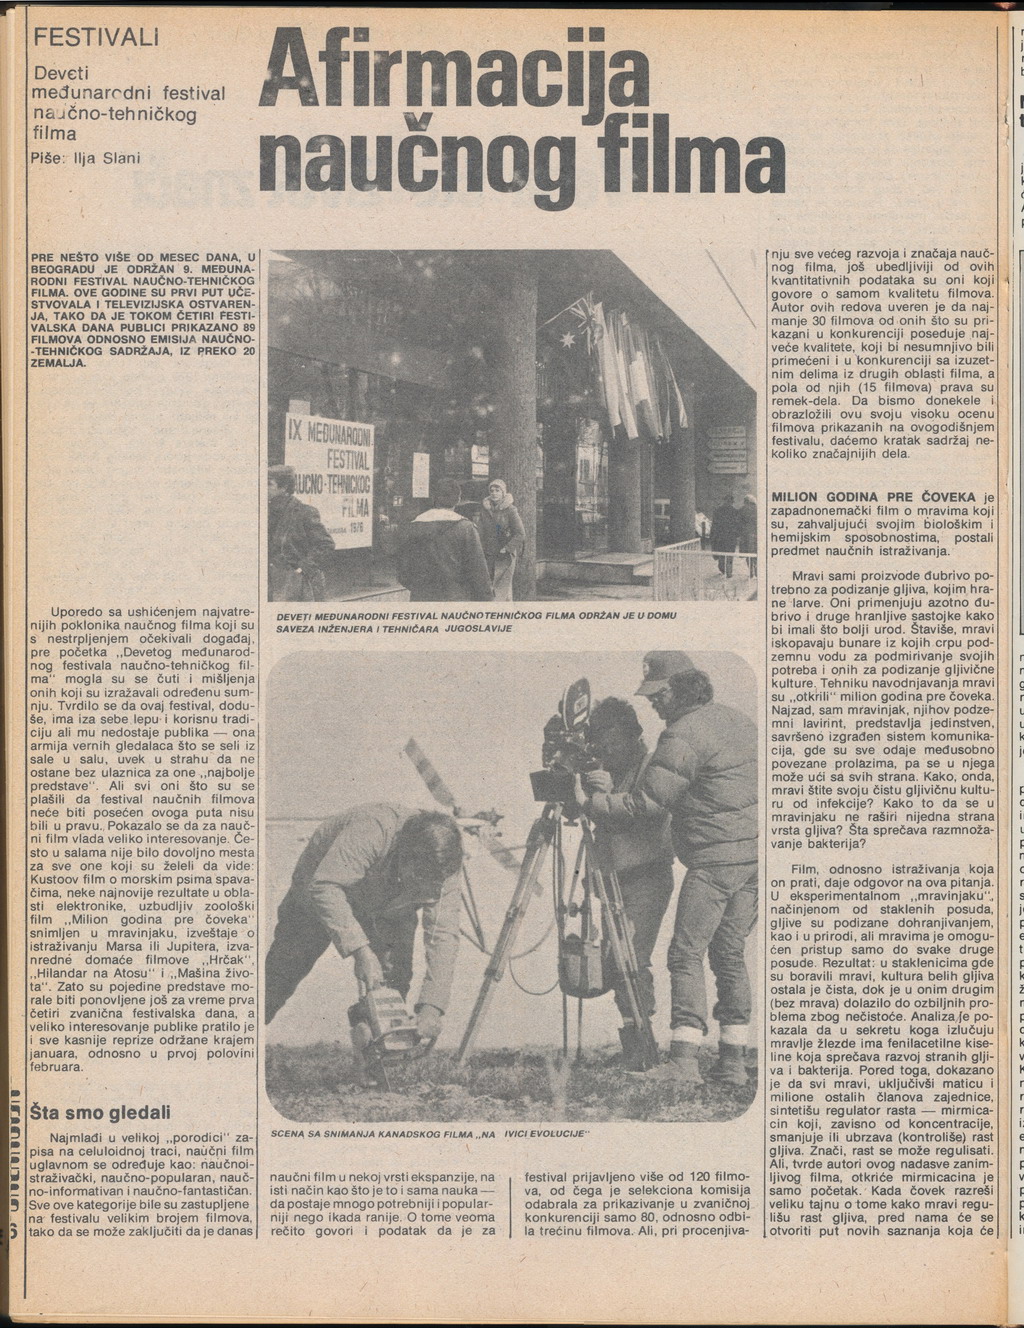 FESTIVALI
Deveti
međunarodni festival
naučno-tehničkog
filma
Piše: Ilja Slani
Afirmacija
naučnog filma
PRE NEŠTO VIŠE OD MESEC DANA, U
BEOGRADU JE ODRŽAN 9. MEĐUNA-
RODNI FESTIVAL NAUČNO-TEHNIČKOG
FILMA. OVE GODINE SU PRVI PUT UČE-
STVOVALA I TELEVIZIJSKA OSTVAREN-
JA, TAKO DA JE TOKOM ČETIRI FESTI-
VALSKA DANA PUBLICI PRIKAZANO 89
FILMOVA ODNOSNO EMISIJA NAUČNO-
-TEHNIČKOG SADRŽAJA, IZ PREKO 20
ZEMALJA.
Uporedo sa ushićenjem najvatre-
nijih poklonika naučnog filma koji su
s nestrpljenjem očekivali događaj,
pre početka „Devetog međunarod-
nog festivala naučno-tehničkog fil-
ma" mogla su se čuti i mišljenja
onih koji su izražavali određenu sum-
nju. Tvrdilo se da ovaj festival, dodu-
še, ima iza sebe lepu i korisnu tradi-
ciju ali mu nedostaje publika — ona
armija vernih gledalaca što se seli iz
sale u salu, uvek u strahu da ne
ostane bez ulaznica za one „najbolje
predstave". Ali svi oni što su se
plašili da festival naučnih filmova
neće biti posećen ovoga puta nisu
bili u pravu. Pokazalo se da za nauč-
ni film vlada veliko interesovanje. Če-
sto u salama nije bilo dovoljno mesta
za sve one koji su želeli da vide:
Kustoov film o morskim psima spava-
čima, neke najnovije rezultate u obla-
sti elektronike, uzbudljiv zoološki
film „Milion godina pre čoveka"
snimljen u mravinjaku, izveštaje o
istraživanju Marsa ili Jupitera, izva-
nredne domaće filmove „Hrčak",
„Hilandar na Atosu" i „Mašina živo-
ta". Zato su pojedine predstave mo-
rale biti ponovljene još za vreme prva
četiri zvanična festivalska dana, a
veliko interesovanje publike pratilo je
i sve kasnije reprize održane krajem
januara, odnosno u prvoj polovini
februara.
Šta smo gledali
Najmlađi u velikoj „porodici" za-
pisa na celuloidnoj traci, naučni film
uglavnom se određuje kao: naučnoi-
straživački, naučno-popularan, nauč-
no-informativan i naučno-fantastičan.
Sve ove kategorije bile su zastupljene
na festivalu velikim brojem filmova,
tako da se može zaključiti da je danas
IX MEĐUNARODNI
FESTIVAL
NAUČNO-TEHNIČKOG
FILMA
DEVETI MEĐUNARODNI FESTIVAL NAUČNOTEHNIČKOG FILMA ODRŽAN JE U DOMU
SAVEZA INŽENJERA I TEHNIČARA JUGOSLAVIJE
SCENA SA SNIMANJA KANADSKOG FILMA „NA IVICI EVOLUCIJE"
naučni film u nekoj vrsti ekspanzije, na
isti način kao što je to i sama nauka —
da postaje mnogo potrebniji i popular-
niji nego ikada ranije. O tome veoma
rečito govori i podatak da je za
festival prijavljeno više od 120 filmo-
va, od čega je selekciona komisija
odabrala za prikazivanje u zvaničnoj
konkurenciji samo 80, odnosno odbi-
la trećinu filmova. Ali, pri procenjiva-
nju sve većeg razvoja i značaja nauč-
nog filma, još ubedljiviji od ovih
kvantitativnih podataka su oni koji
govore o samom kvalitetu filmova.
Autor ovih redova uveren je da naj-
manje 30 filmova od onih što su pri-
kazani u konkurenciji poseduje naj-
veće kvalitete, koji bi nesumnjivo bili
primećeni i u konkurenciji sa izuzet-
nim delima iz drugih oblasti filma, a
pola od njih (15 filmova) prava su
remek-dela. Da bismo donekele i
obrazložili ovu svoju visoku ocenu
filmova prikazanih na ovogodišnjem
festivalu, daćemo kratak sadržaj ne-
koliko značajnijih dela.
MILION GODINA PRE ČOVEKA je
zapadnonemački film o mravima koji
su, zahvaljujući svojim biološkim i
hemijskim sposobnostima, postali
predmet naučnih istraživanja.
Mravi sami proizvode đubrivo po-
trebno za podizanje gljiva, kojim hra-
ne larve. Oni primenjuju azotno đu-
brivo i druge hranljive sastojke kako
bi imali što bolji urod. Štaviše, mravi
iskopavaju bunare iz kojih crpu pod-
zemnu vodu za podmirivanje svojih
potreba i onih za podizanje gljivične
kulture. Tehniku navodnjavanja mravi
su „otkrili" milion godina pre čoveka.
Najzad, sam mravinjak, njihov podze-
mni lavirint, predstavlja jedinstven,
savršeno izgrađen sistem komunika-
cija, gde su sve odaje međusobno
povezane prolazima, pa se u njega
može ući sa svih strana. Kako, onda,
mravi štite svoju čistu gljivičnu kultu-
ru od infekcije? Kako to da se u
mravinjaku ne raširi nijedna strana
vrsta gljiva? Šta sprečava razmnoža-
vanje bakterija?
Film, odnosno istraživanja koja
on prati, daje odgovor na ova pitanja.
U eksperimentalnom „mravinjaku",
načinjenom od staklenih posuda,
gljive su podizane dohranjivanjem,
kao i u prirodi, ali mravima je omogu-
ćen pristup samo do svake druge
posude. Rezultat: u staklenicima gde
su boravili mravi, kultura belih gljiva
ostala je čista, dok je u onim drugim
(bez mrava) dolazilo do ozbiljnih pro-
blema zbog nečistoće. Analiza je po-
kazala da u sekretu koga izlučuju
mravlje žlezde ima fenilacetilne kise-
line koja sprečava razvoj stranih glji-
va i bakterija. Pored toga, dokazano
je da svi mravi, uključivši maticu i
milione ostalih članova zajednice,
sintetišu regulator rasta — mirmica-
cin koji, zavisno od koncentracije,
smanjuje ili ubrzava (kontroliše) rast
gljiva. Znači, rast se može regulisati.
Ali, tvrde autori ovog nadasve zanim-
ljivog filma, otkriće mirmicacina je
samo početak. Kada čovek razreši
veliku tajnu o tome kako mravi regu-
lišu rast gljiva, pred nama će se
otvoriti put novih saznanja koja će